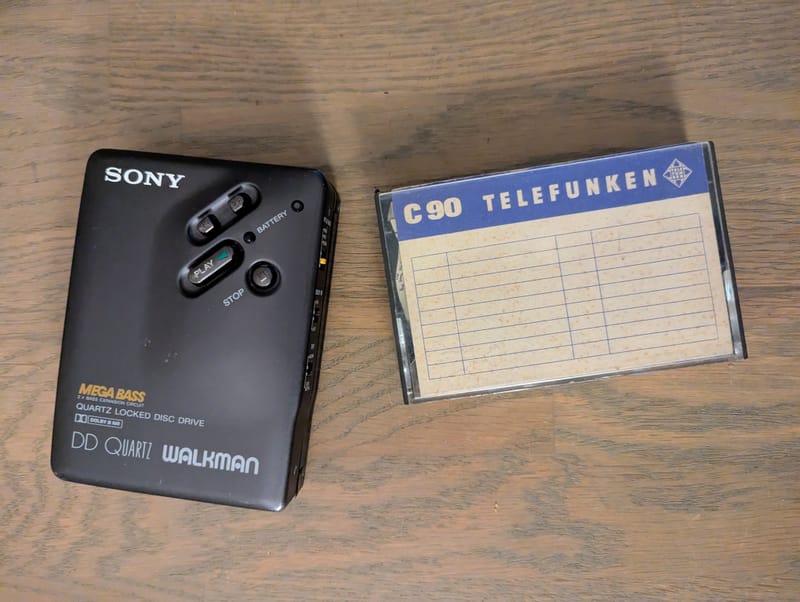 SONY
BATTERY
PLAY
STOP
MEGA BASS
QUARTZ LOCKED DISC DRIVE
DOLBY B NR
DD QUARTZ WALKMAN
C 90 TELEFUNKEN